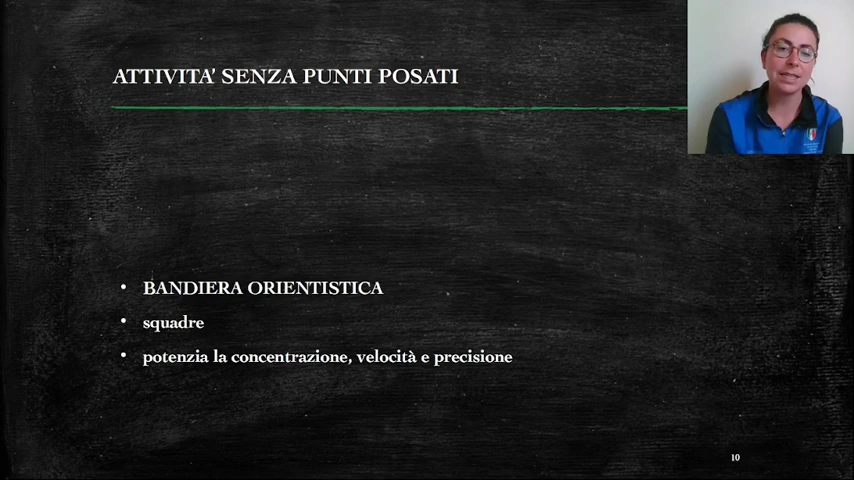 ATTIVITA’ SENZA PUNTI POSATI
• BANDIERA ORIENTISTICA
• squadre
• potenzia la concentrazione, velocità e precisione
10